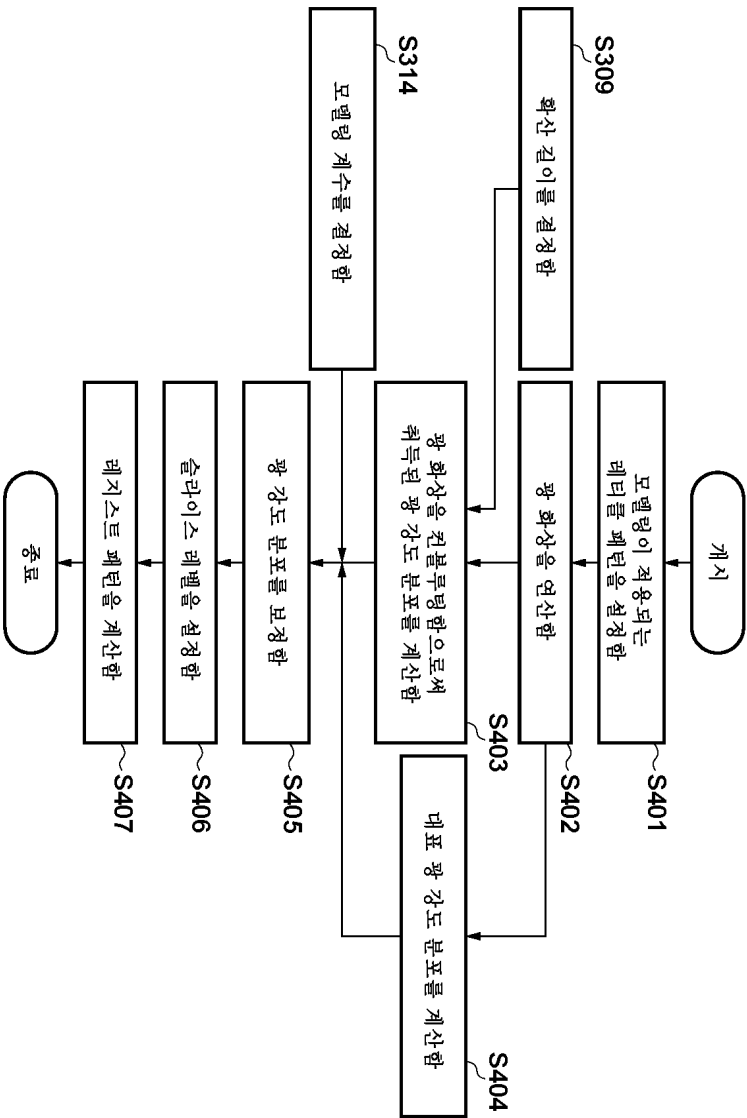 개시
모델링이 적용되는
레티클 패턴을 설정함
S401
확산 길이를 결정함
S309
광 화상을 연산함
S402
광 화상을 컨볼루팅함으로써
취득된 광 강도 분포를 계산함
S403
대표 광 강도 분포를 계산함
S404
모델링 계수를 결정함
S314
광 강도 분포를 보정함
S405
슬라이스 레벨을 설정함
S406
레지스트 패턴을 계산함
S407
종료